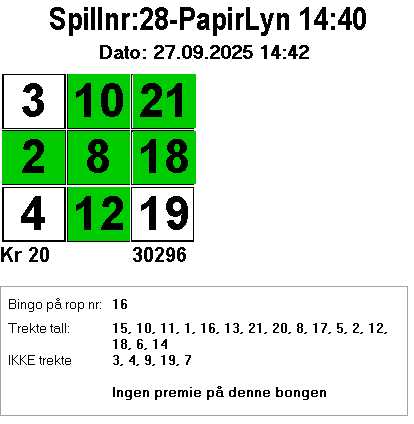 Spillnr:28-PapirLyn 14:40
Dato: 27.09.2025 14:42
3 10 21
2 8 18
4 12 19
Kr 20 30296
Bingo på rop nr: 16
Trekte tall: 15, 10, 11, 1, 16, 13, 21, 20, 8, 17, 5, 2, 12,
18, 6, 14
IKKE trekte 3, 4, 9, 19, 7
Ingen premie på denne bongen